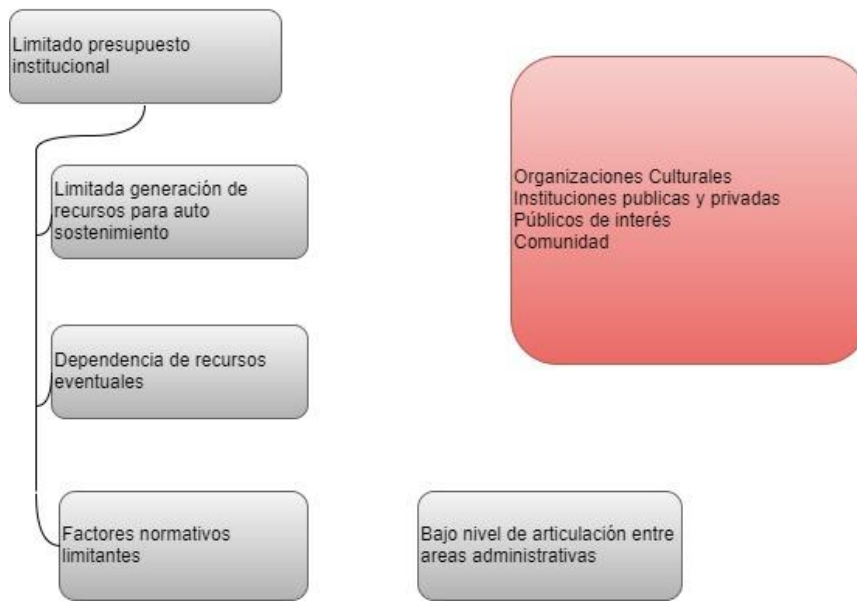 Limitado presupuesto
institucional
Limitada generación de
recursos para auto
sostenimiento
Dependencia de recursos
eventuales
Factores normativos
limitantes
Organizaciones Culturales
Instituciones publicas y privadas
Públicos de interés
Comunidad
Bajo nivel de articulación entre
areas administrativas